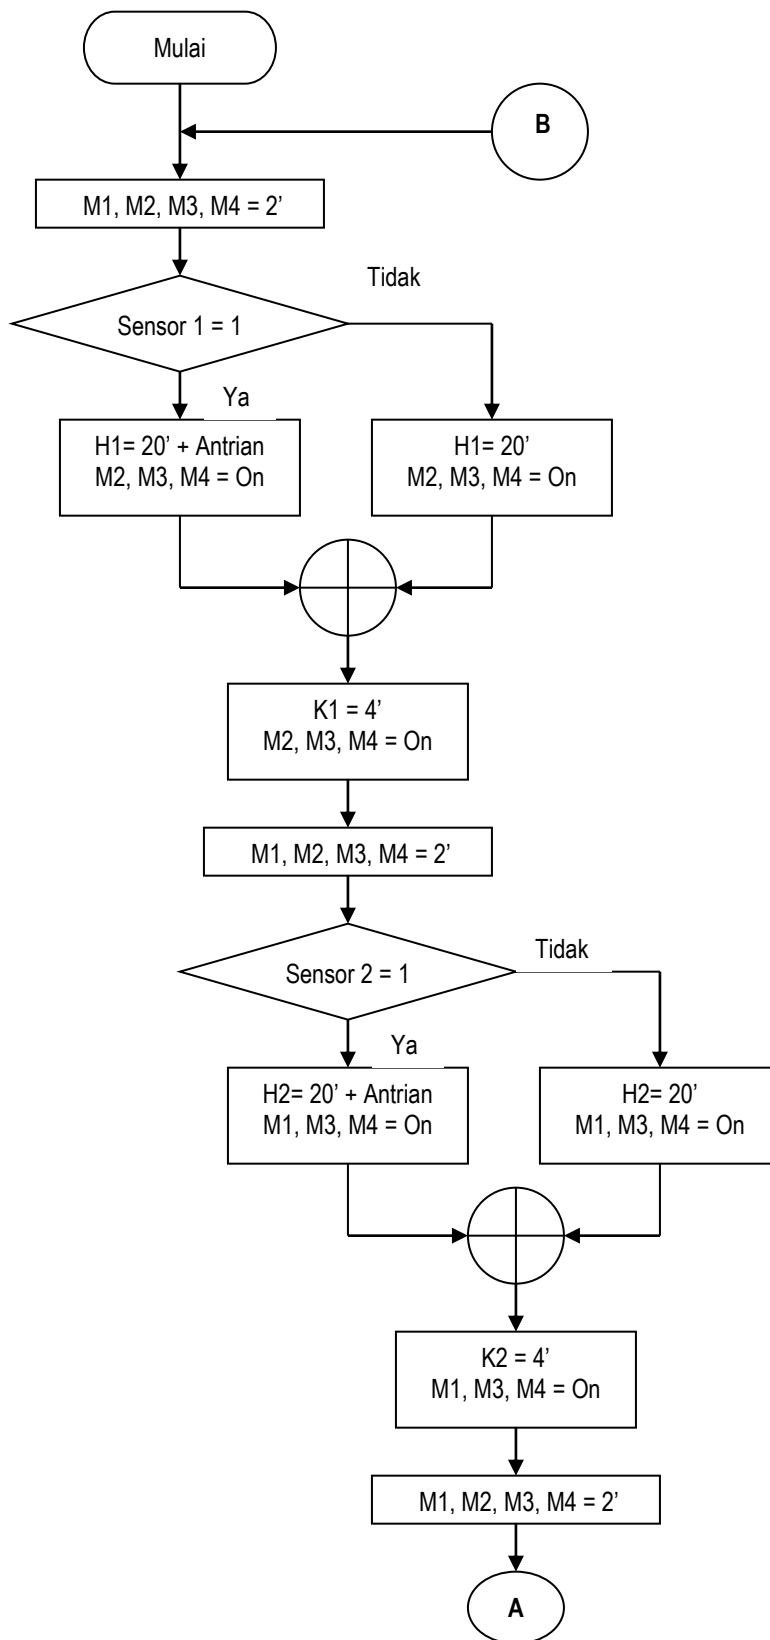 Mulai
B
M1, M2, M3, M4 = 2’
Tidak
Sensor 1 = 1
Ya
H1= 20’ + Antrian
M2, M3, M4 = On
H1= 20’
M2, M3, M4 = On
K1 = 4’
M2, M3, M4 = On
M1, M2, M3, M4 = 2’
Tidak
Sensor 2 = 1
Ya
H2= 20’ + Antrian
M1, M3, M4 = On
H2= 20’
M1, M3, M4 = On
K2 = 4’
M1, M3, M4 = On
M1, M2, M3, M4 = 2’
A